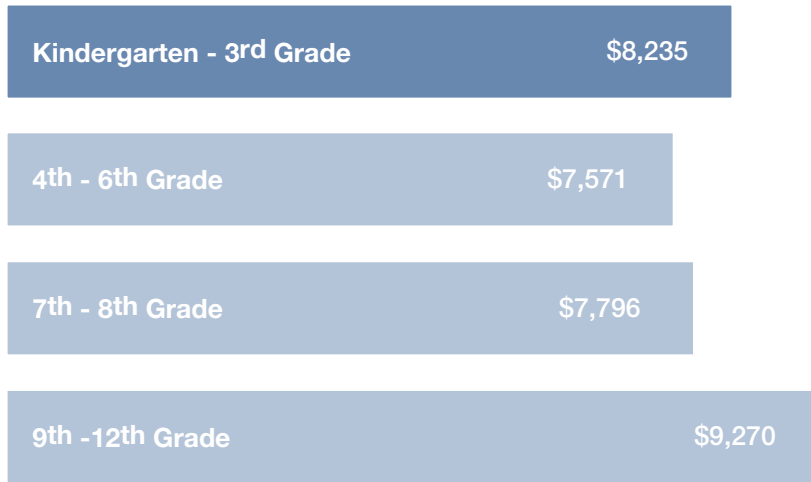 Kindergarten - 3rd Grade $8,235
4th - 6th Grade $7,571
7th - 8th Grade $7,796
9th -12th Grade $9,270